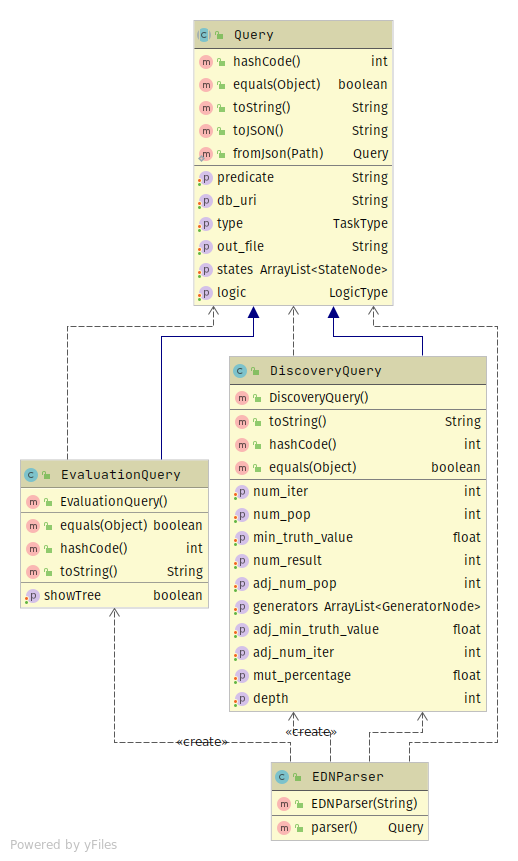 Query
hashCode() int
equals(Object) boolean
toString() String
toJSON() String
fromJson(Path) Query
predicate String
db_uri String
type TaskType
out_file String
states ArrayList<StateNode>
logic LogicType
DiscoveryQuery
DiscoveryQuery()
toString() String
hashCode() int
equals(Object) boolean
num_iter int
num_pop int
min_truth_value float
num_result int
adj_num_pop int
generators ArrayList<GeneratorNode>
adj_min_truth_value float
adj_num_iter int
mut_percentage float
depth int
EvaluationQuery
EvaluationQuery()
equals(Object) boolean
hashCode() int
toString() String
showTree boolean
«create»
«create»
EDNParser
EDNParser(String)
parser() Query
Powered by yFiles